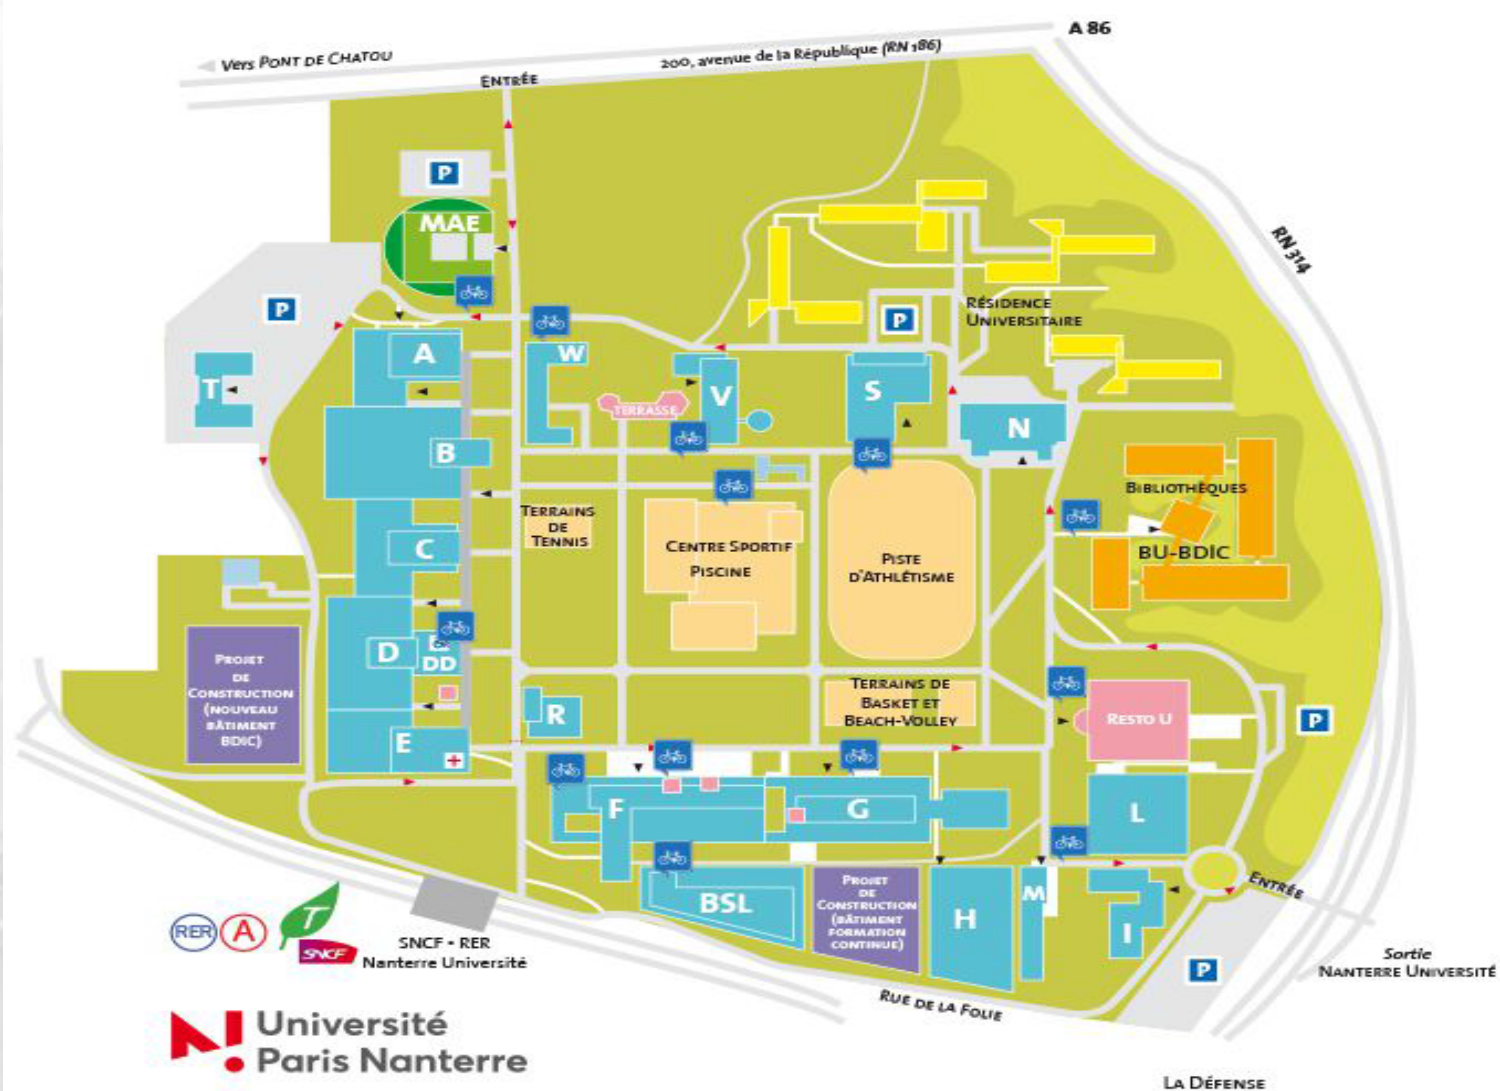 A 86
Vers PONT DE CHATOU
200, avenue de la République (RN 186)
ENTRÉE
P
MAE
RN 314
P
RÉSIDENCE
UNIVERSITAIRE
P
A
W
T
V
S
TERRASSE
N
B
BIBLIOTHÈQUES
BU-BDIC
TERRAINS
DE
TENNIS
CENTRE SPORTIF
PISCINE
PISTE
D'ATHLÉTISME
C
D
DD
PROJET
DE
CONSTRUCTION
(NOUVEAU
BÂTIMENT
BDIC)
TERRAINS DE
BASKET ET
BEACH-VOLLEY
R
E
RESTO U
P
F
G
L
BSL
PROJET
DE
CONSTRUCTION
(BÂTIMENT
FORMATION
CONTINUE)
H
M
I
ENTRÉE
RER
A
T
SNCF
SNCF - RER
Nanterre Université
P
Sortie
NANTERRE UNIVERSITÉ
RUE DE LA FOLIE
Université
Paris Nanterre
LA DÉFENSE